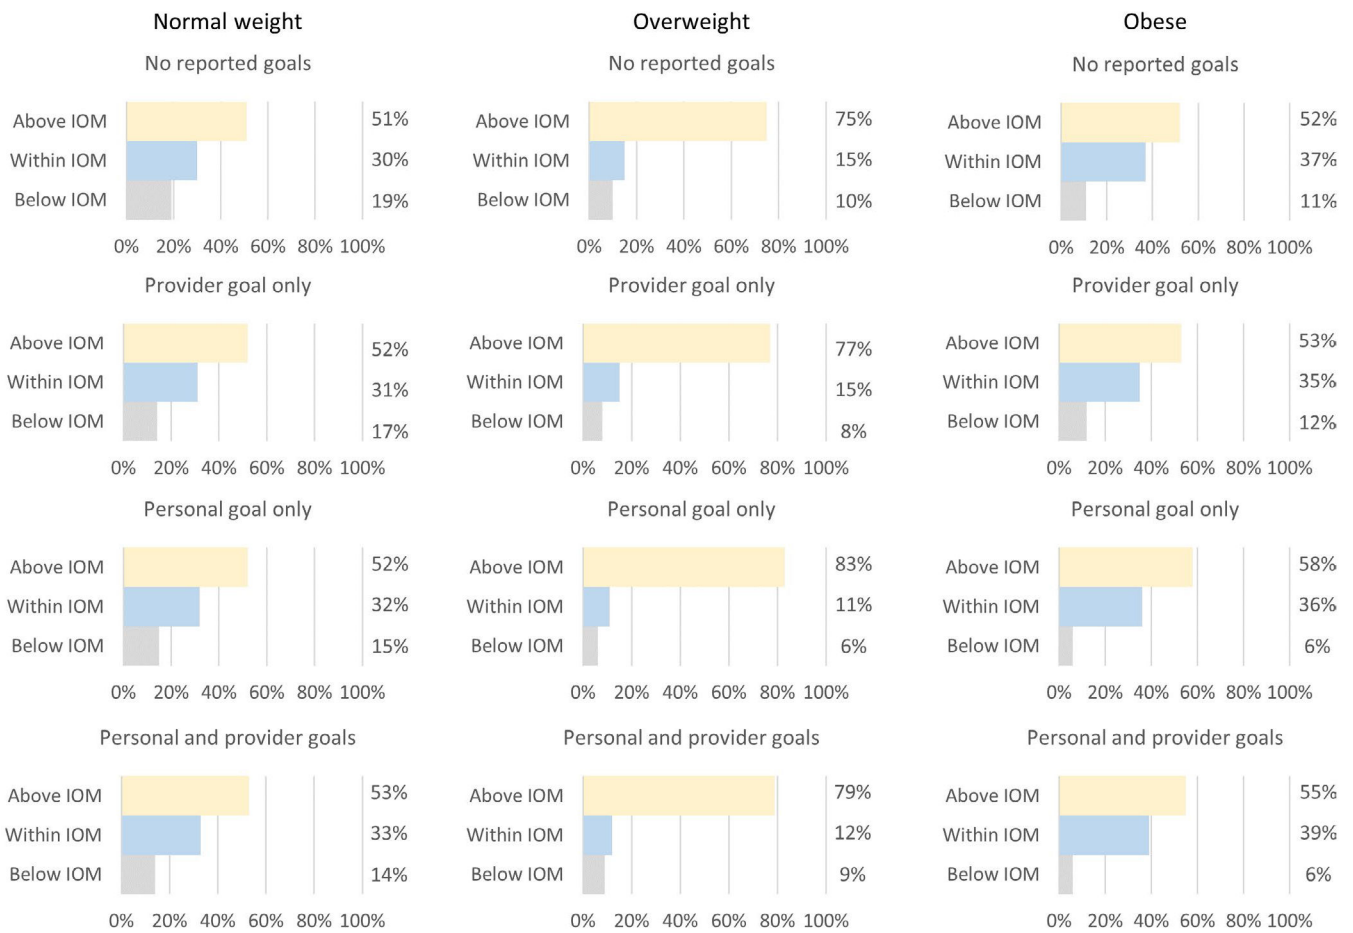 Normal weight Overweight Obese
No reported goals No reported goals No reported goals
Above IOM 51% Above IOM 75% Above IOM 52%
Within IOM 30% Within IOM 15% Within IOM 37%
Below IOM 19% Below IOM 10% Below IOM 11%
0% 20% 40% 60% 80% 100% 0% 20% 40% 60% 80% 100% 0% 20% 40% 60% 80% 100%
Provider goal only Provider goal only Provider goal only
Above IOM 52% Above IOM 77% Above IOM 53%
Within IOM 31% Within IOM 15% Within IOM 35%
Below IOM 17% Below IOM 8% Below IOM 12%
0% 20% 40% 60% 80% 100% 0% 20% 40% 60% 80% 100% 0% 20% 40% 60% 80% 100%
Personal goal only Personal goal only Personal goal only
Above IOM 52% Above IOM 83% Above IOM 58%
Within IOM 32% Within IOM 11% Within IOM 36%
Below IOM 15% Below IOM 6% Below IOM 6%
0% 20% 40% 60% 80% 100% 0% 20% 40% 60% 80% 100% 0% 20% 40% 60% 80% 100%
Personal and provider goals Personal and provider goals Personal and provider goals
Above IOM 53% Above IOM 79% Above IOM 55%
Within IOM 33% Within IOM 12% Within IOM 39%
Below IOM 14% Below IOM 9% Below IOM 6%
0% 20% 40% 60% 80% 100% 0% 20% 40% 60% 80% 100% 0% 20% 40% 60% 80% 100%